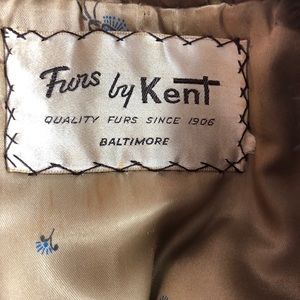 Furs by Kent
QUALITY FURS SINCE 1906
BALTIMORE